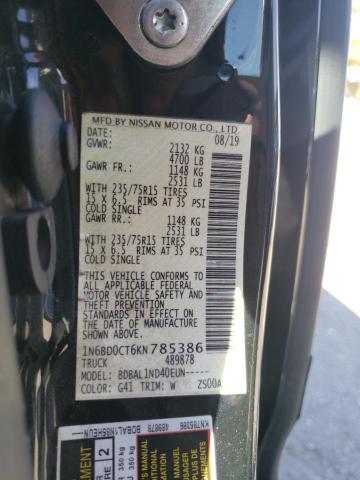 MFD BY NISSAN MOTOR CO., LTD
DATE: 08/19
GVWR: 2132 KG
4700 LB
GAWR FR.: 1148 KG
2531 LB
WITH 235/75R15 TIRES
15 X 6.5 RIMS AT 35 PSI
COLD SINGLE
GAWR RR.: 1148 KG
2531 LB
WITH 235/75R15 TIRES
15 X 6.5 RIMS AT 35 PSI
COLD SINGLE
THIS VEHICLE CONFORMS TO
ALL APPLICABLE FEDERAL
MOTOR VEHICLE SAFETY
AND THEFT PREVENTION
STANDARDS IN EFFECT ON
THE DATE OF MANUFACTURE
SHOWN ABOVE.
1N6BD0CT6KN785386
TRUCK 489878
MODEL: BDBAL1ND40EUN-----
COLOR: G41 TRIM: W ZS00A
KN785386
489878